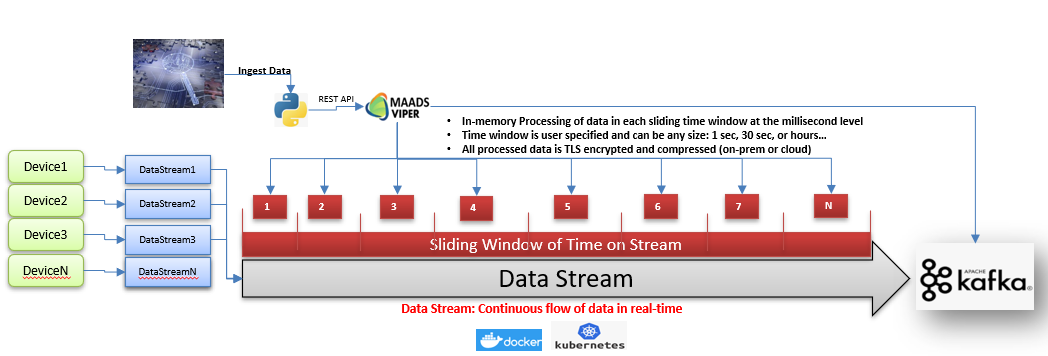 Ingest Data
REST API
MAADS
VIPER
• In-memory Processing of data in each sliding time window at the millisecond level
• Time window is user specified and can be any size: 1 sec, 30 sec, or hours...
• All processed data is TLS encrypted and compressed (on-prem or cloud)
Device1
DataStream1
Device2
DataStream2
Device3
DataStream3
DeviceN
DataStreamN
1
2
3
4
5
6
7
N
Sliding Window of Time on Stream
Data Stream
APACHE
kafka®
Data Stream: Continuous flow of data in real-time
docker
kubernetes